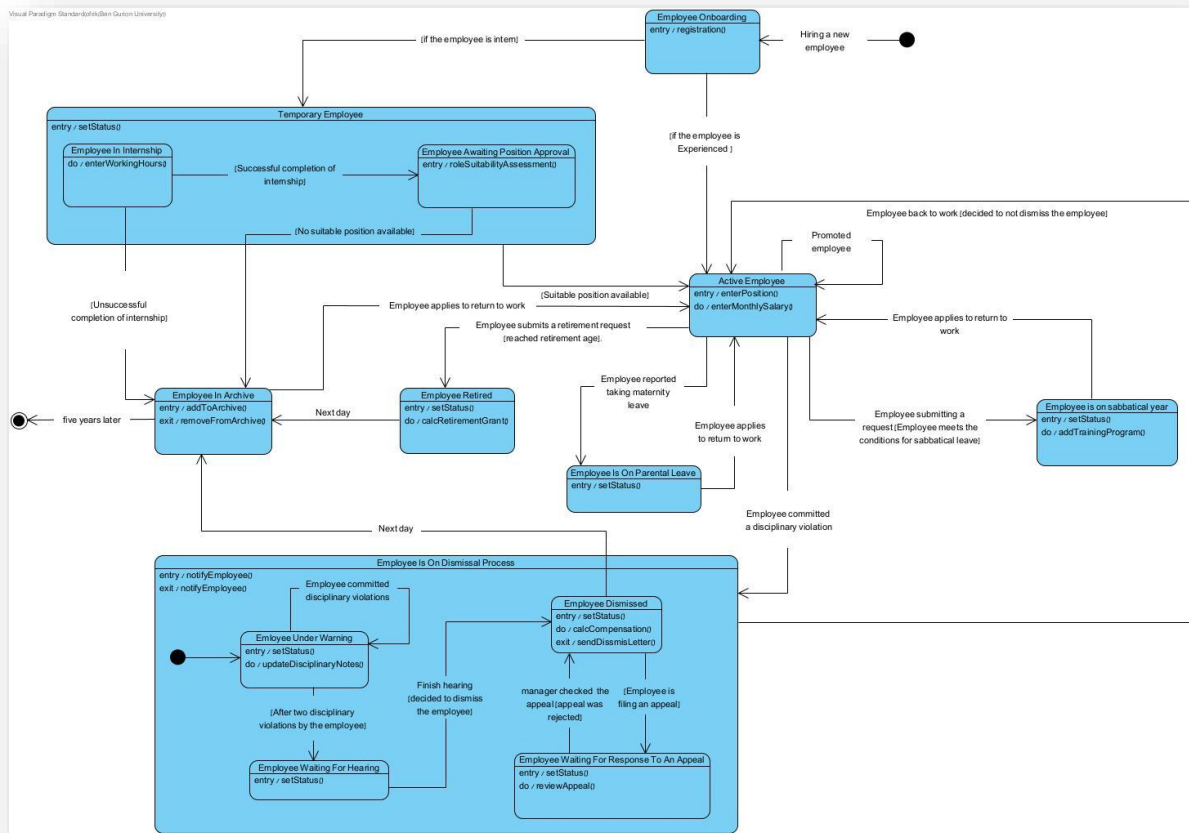 Visual Paradigm Standard(ofirk(Ben Gurion University))
Employee Onboarding
entry / registration()
Hiring a new
employee
[if the employee is intern]
Temporary Employee
entry / setStatus()
[if the employee is
Experienced ]
Employee In Internship
do / enterWorkingHours()
[Successful completion of
internship]
Employee Awaiting Position Approval
entry / roleSuitabilityAssessment()
[No suitable position available]
Employee back to work [decided to not dismiss the employee]
Promoted
employee
Active Employee
entry / enterPosition()
do / enterMonthlySalary()
[Suitable position available]
[Unsuccessful
completion of internship]
Employee applies to return to work
Employee submits a retirement request
[reached retirement age].
Employee applies to return to
work
Employee In Archive
entry / addToArchive()
exit / removeFromArchive()
five years later
Next day
Employee Retired
entry / setStatus()
do / calcRetirementGrant()
Employee reported
taking maternity
leave
Employee applies
to return to work
Employee submitting a
request [Employee meets the
conditions for sabbatical leave]
Employee is on sabbatical year
entry / setStatus()
do / addTrainingProgram()
Employee Is On Parental Leave
entry / setStatus()
Employee committed
a disciplinary violation
Next day
Employee Is On Dismissal Process
entry / notifyEmployee()
exit / notifyEmployee()
Employee committed
disciplinary violations
Emloyee Under Warning
entry / setStatus()
do / updateDisciplinaryNotes()
Employee Dismissed
entry / setStatus()
do / calcCompensation()
exit / sendDissmisLetter()
Finish hearing
[decided to dismiss
the employee]
manager checked the
appeal [appeal was
rejected]
[Employee is
filing an appeal]
[After two disciplinary
violations by the employee]
Employee Waiting For Hearing
entry / setStatus()
Employee Waiting For Response To An Appeal
entry / setStatus()
do / reviewAppeal()